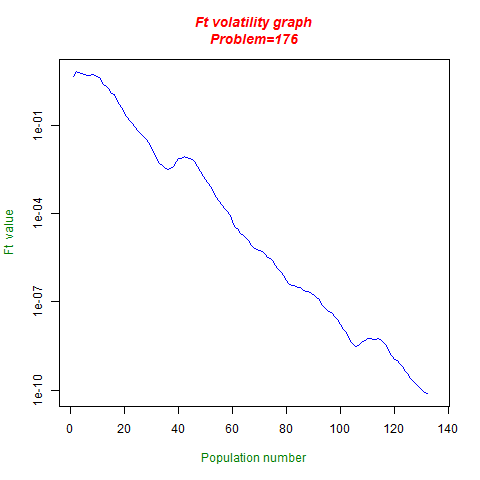 Ft volatility graph
Problem=176
1e-01
1e-04
1e-07
1e-10
Ft value
0 20 40 60 80 100 120 140
Population number